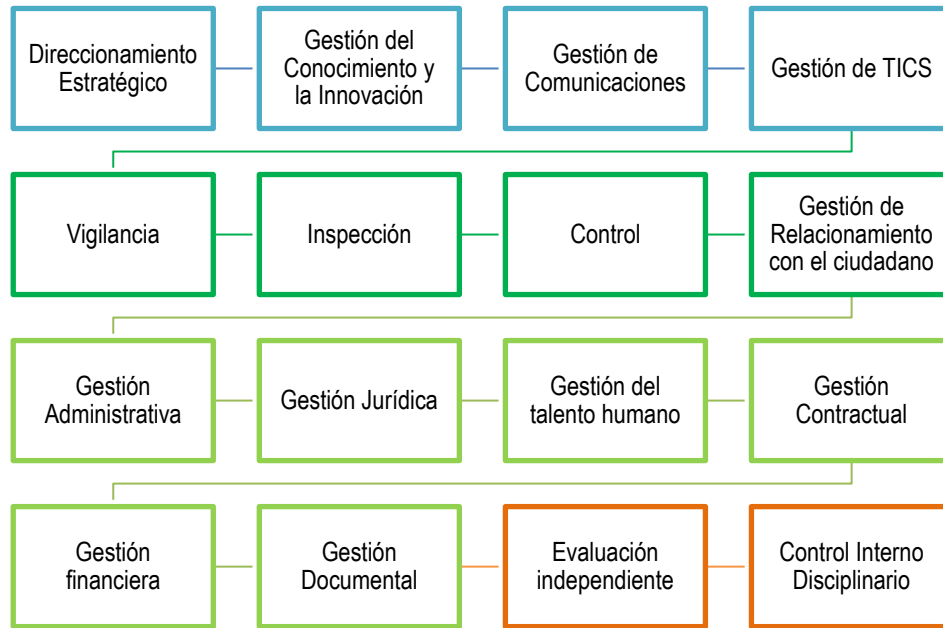 Direccionamiento
Estratégico
Gestión del
Conocimiento y
la Innovación
Gestión de
Comunicaciones
Gestión de TICS
Vigilancia
Inspección
Control
Gestión de
Relacionamiento
con el ciudadano
Gestión
Administrativa
Gestión Jurídica
Gestión del
talento humano
Gestión
Contractual
Gestión
financiera
Gestión
Documental
Evaluación
independiente
Control Interno
Disciplinario